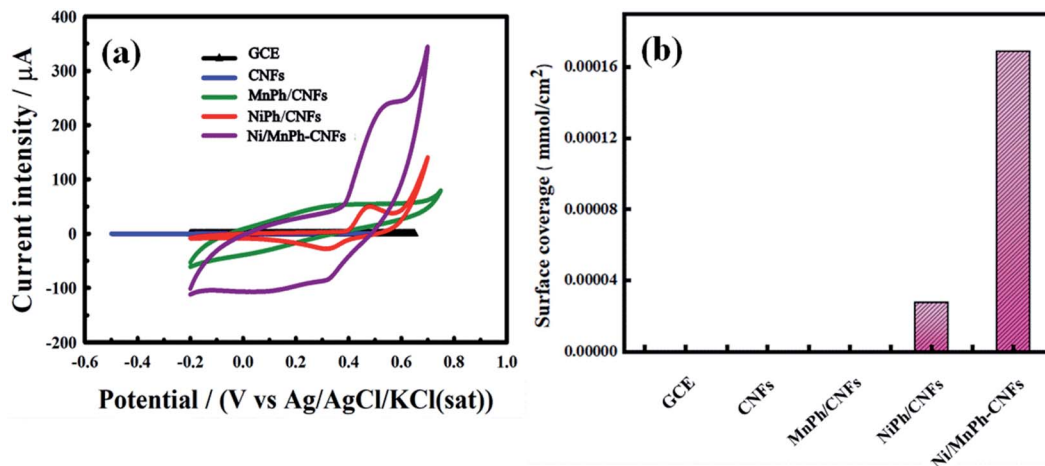 (a)
GCE
CNFs
MnPh/CNFs
NiPh/CNFs
Ni/MnPh-CNFs
Current intensity / μA
400
300
200
100
0
-100
-200
-0.6
-0.4
-0.2
0.0
0.2
0.4
0.6
0.8
1.0
Potential / (V vs Ag/AgCl/KCl(sat))
(b)
Surface coverage ( mmol/cm²)
0.00016
0.00012
0.00008
0.00004
0.00000
GCE
CNFs
MnPh/CNFs
NiPh/CNFs
Ni/MnPh-CNFs